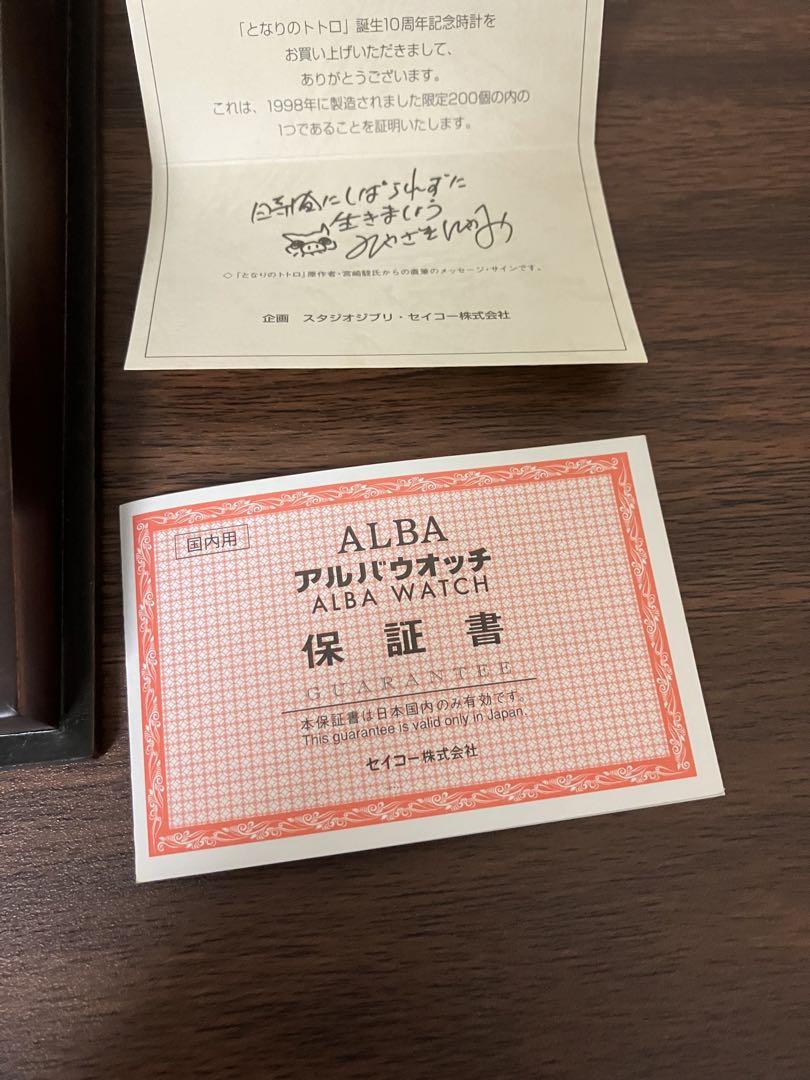 「となりのトトロ」誕生10周年記念時計を
お買い上げいただきまして、
ありがとうございます。
これは、1998年に製造されました限定200個の内の
1つであることを証明いたします。
時間にしばられずに
生きましょう
みやざきはやお
◇「となりのトトロ」原作者・宮崎駿氏からの直筆のメッセージ・サインです。
企画 スタジオジブリ・セイコー株式会社
国内用
ALBA
アルバウオッチ
ALBA WATCH
保証書
GUARANTEE
本保証書は日本国内のみ有効です。
This guarantee is valid only in Japan.
セイコー株式会社